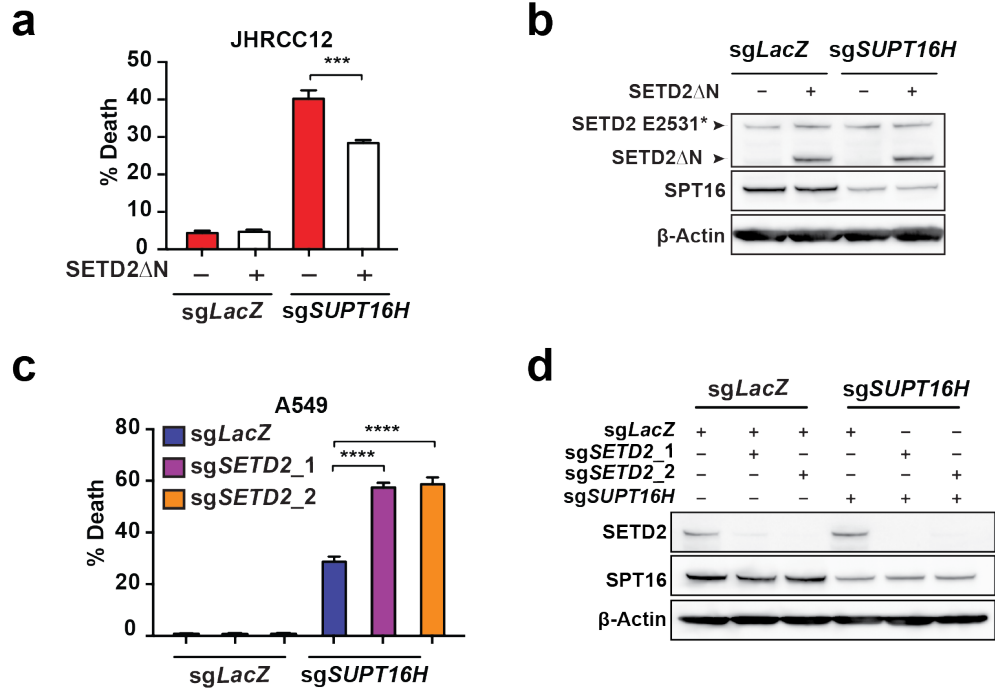 a
JHRCC12
***
% Death
50
40
30
20
10
0
SETD2ΔN – + – +
sgLacZ sgSUPT16H
b
sgLacZ sgSUPT16H
SETD2ΔN – + – +
SETD2 E2531*
SETD2ΔN
SPT16
β-Actin
c
A549
% Death
80
60
40
20
0
sgLacZ
sgSETD2_1
sgSETD2_2
****
****
sgLacZ sgSUPT16H
d
sgLacZ sgSUPT16H
sgLacZ + + + + – –
sgSETD2_1 – + – – + –
sgSETD2_2 – – + – – +
sgSUPT16H – – – + + +
SETD2
SPT16
β-Actin